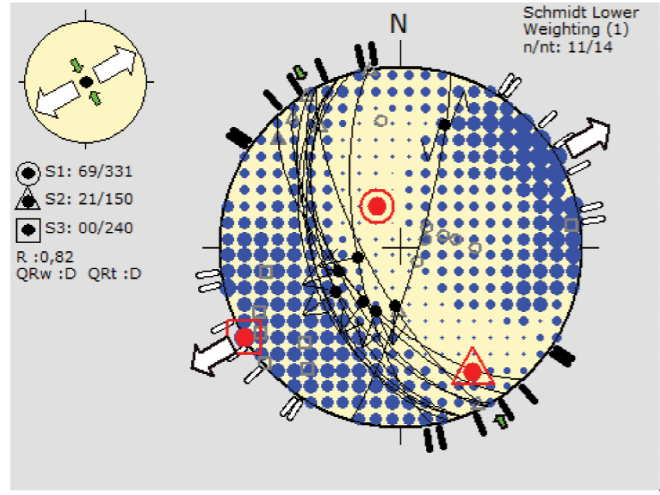 N
Schmidt Lower
Weighting (1)
n/nt: 11/14
S1: 69/331
S2: 21/150
S3: 00/240
R :0,82
QRw :D QRt :D